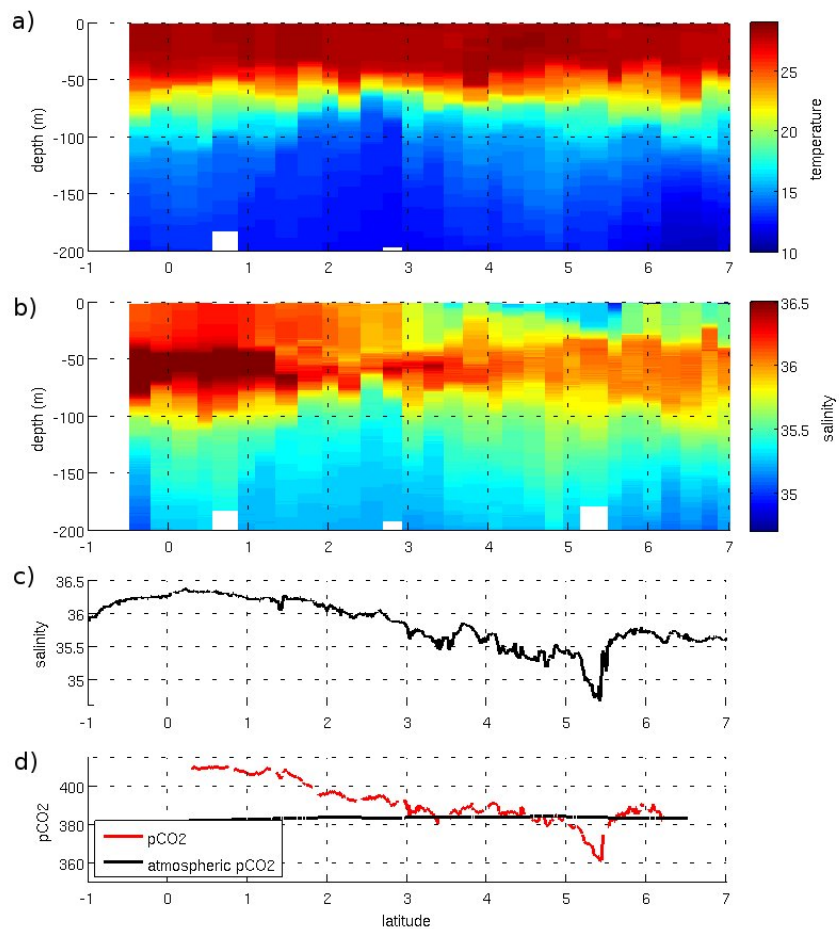 a)
0
-50
-100
-150
-200
depth (m)
-1 0 1 2 3 4 5 6 7
25
20
15
10
temperature
b)
0
-50
-100
-150
-200
depth (m)
-1 0 1 2 3 4 5 6 7
36.5
36
35.5
35
salinity
c)
36.5
36
35.5
35
salinity
-1 0 1 2 3 4 5 6 7
d)
400
380
360
pCO2
pCO2
atmospheric pCO2
-1 0 1 2 3 4 5 6 7
latitude